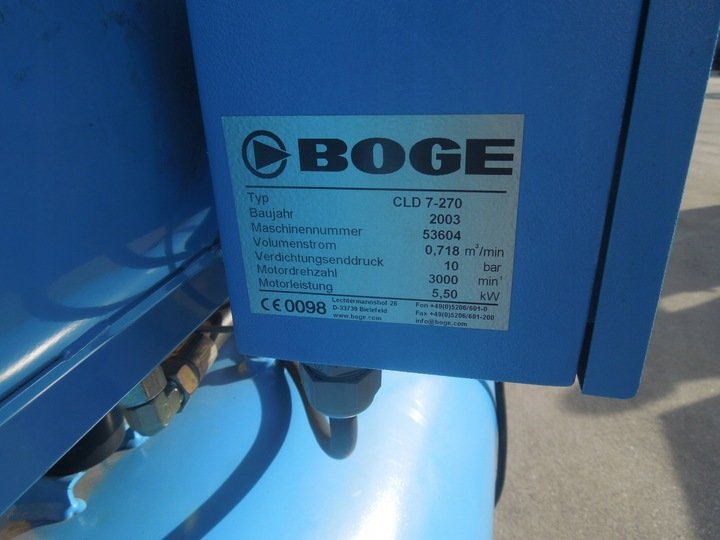 BOGE
Typ CLD 7-270
Baujahr 2003
Maschinennummer 53604
Volumenstrom 0,718 m³/min
Verdichtungsenddruck 10 bar
Motordrehzahl 3000 min¹
Motorleistung 5,50 kW
CE 0098
Lechtermannshof 26 Fon +49(0)5206/601-0
D-33739 Bielefeld Fax +49(0)5206/601-200
www.boge.com info@boge.com